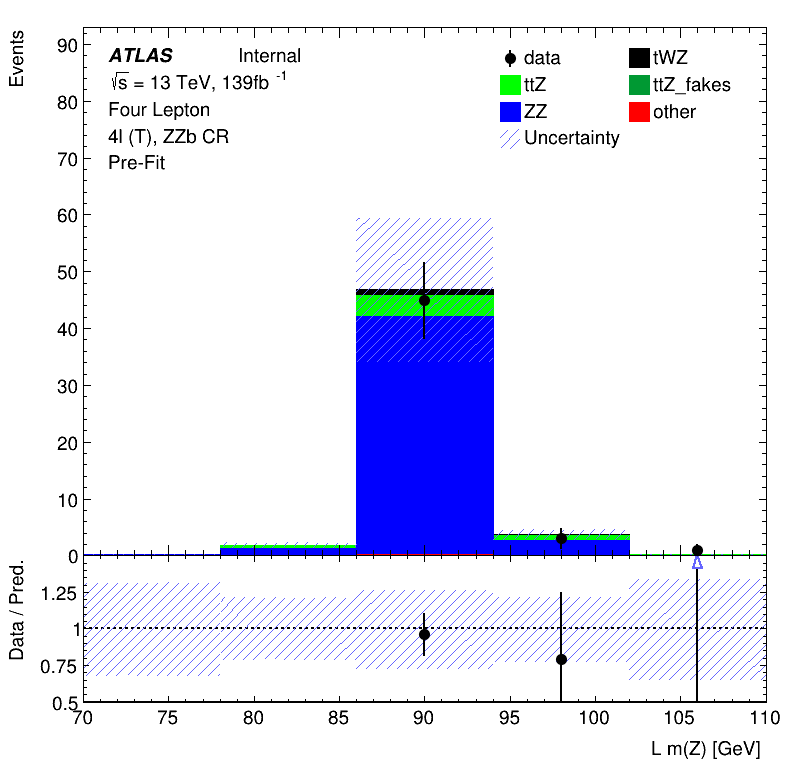 Events
90
80
70
60
50
40
30
20
10
0
ATLAS Internal
√s = 13 TeV, 139fb -1
Four Lepton
4l (T), ZZb CR
Pre-Fit
data
ttZ
ZZ
Uncertainty
tWZ
ttZ_fakes
other
Data / Pred.
1.25
1
0.75
0.5
70 75 80 85 90 95 100 105 110
L m(Z) [GeV]